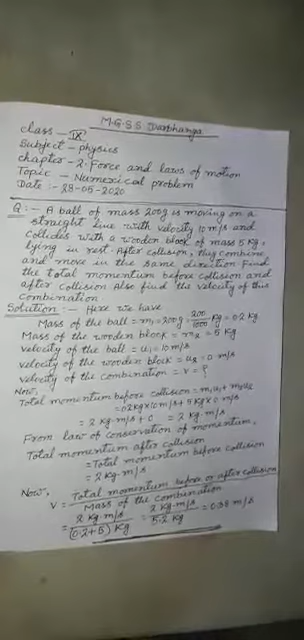 M.G.S.S Darbhanga
class - IX
Subject - physics
chapter - 2. Force and laws of motion
Topic - Numerical problem
Date :- 28-05-2020
Q:- A ball of mass 200g is moving on a
straight line with velocity 10 m/s and
collides with a wooden block of mass 5 kg,
lying in rest. After collision, they combine
and move in the same direction. Find
the total momentum before collision and
after collision Also find the velocity of this
combination
Solution :- Here we have
Mass of the ball = m₁ = 200g = 200/1000 kg = 0.2 kg
Mass of the wooden block = m₂ = 5 kg
velocity of the ball = u₁ = 10 m/s
velocity of the wooden block = u₂ = 0 m/s
velocity of the combination = v = ?
Now,
Total momentum before collision = m₁u₁ + m₂u₂
= 0.2kg x 10 m/s + 5 kg x 0 m/s
= 2 kg.m/s + 0 = 2 kg.m/s
From law of conservation of momentum,
Total momentum after collision
= Total momentum before collision
= 2 kg-m/s
Now, V = Total momentum before or after collision / Mass of the combination
= 2 kg.m/s / (0.2+5) kg = 2 kg.m/s / 5.2 kg = 0.38 m/s